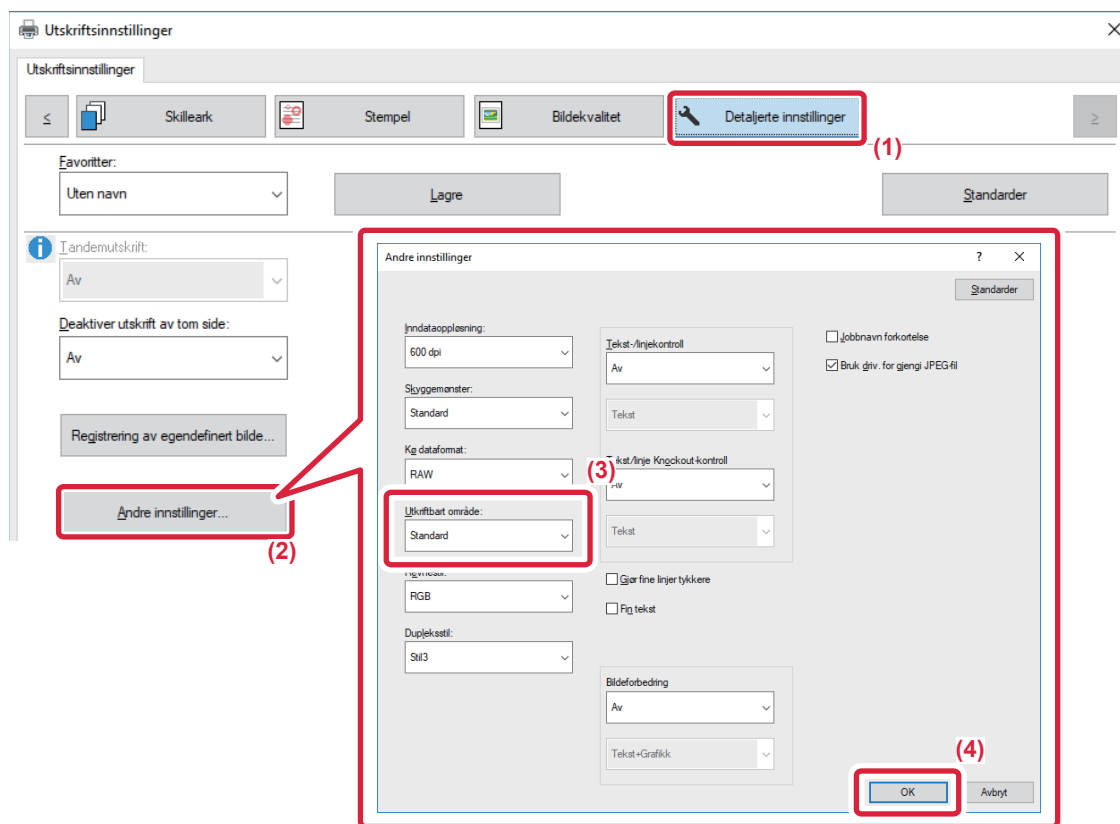 Utskriftsinnstillinger
Utskriftsinnstillinger
< Skilleark Stempel Bildekvalitet Detaljerte innstillinger >
(1)
Favoritter:
Uten navn Lagre Standarder
Tandemutskrift:
Av
Deaktiver utskrift av tom side:
Av
Registrering av egendefinert bilde...
Andre innstillinger...
(2)
Andre innstillinger ?
Standarder
Inndataoppløsning:
600 dpi
Skyggemønster:
Standard
Kø dataformat:
RAW
(3)
Utkriftbart område:
Standard
RGB
Dupleksstil:
Stil3
Tekst-/linjekontroll
Av
Tekst
Tekst/linje Knockout-kontroll
Av
Tekst
Gjør fine linjer tykkere
Fin tekst
Bildeforbedring
Av
Tekst+Grafikk
Jobbnavn forkortelse
Bruk driv. for gjengi JPEG-fil
(4)
OK Avbryt